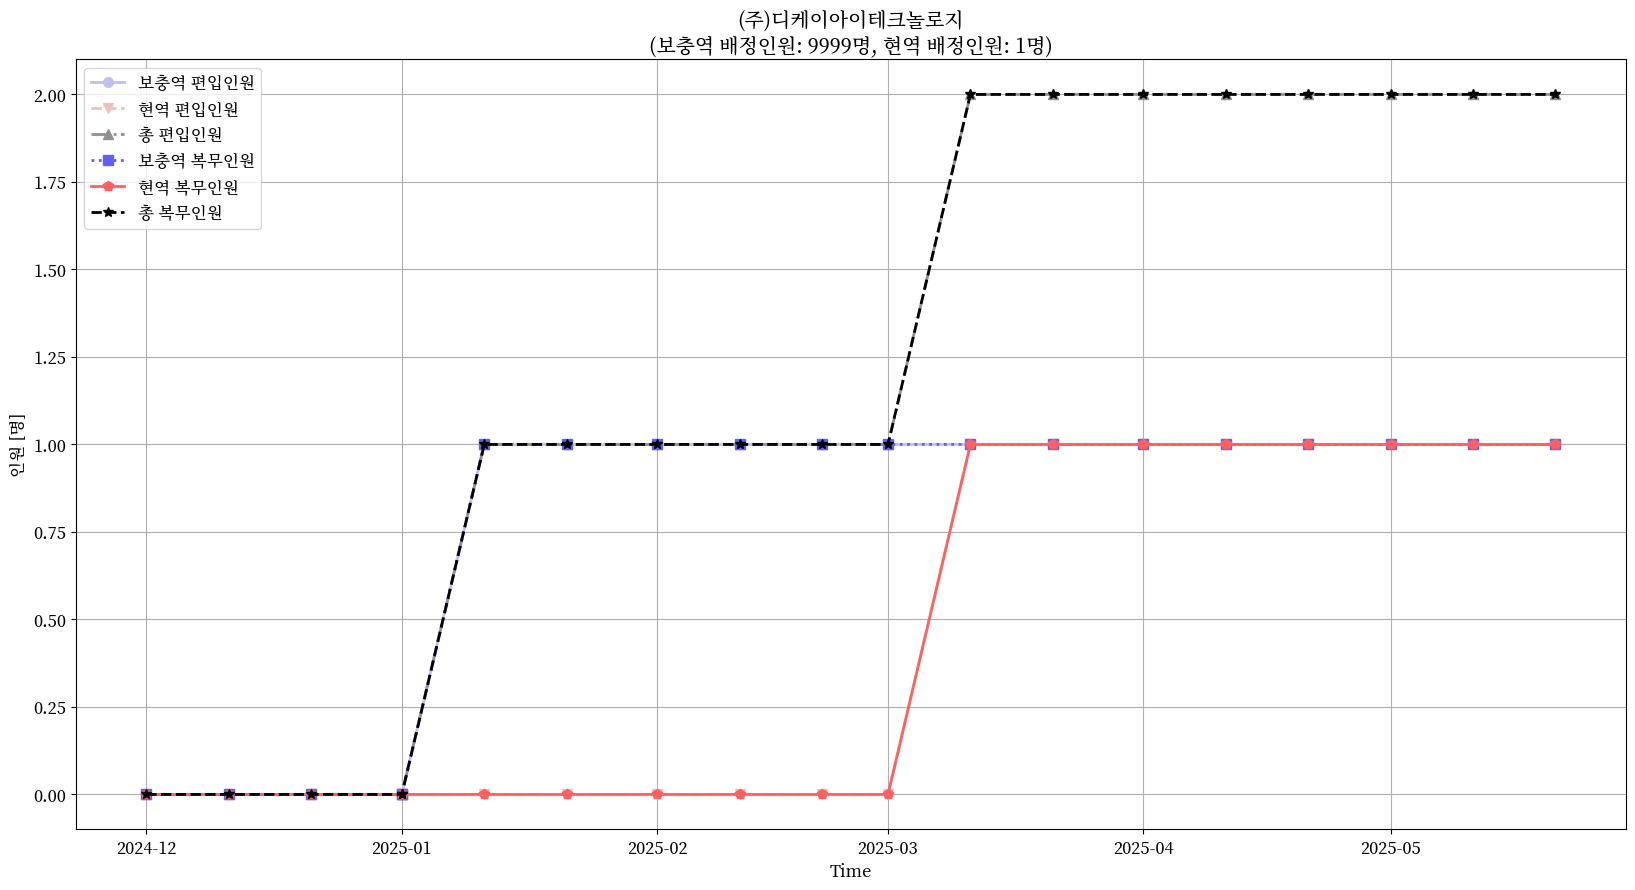 (주)디케이아이테크놀로지
(보충역 배정인원: 9999명, 현역 배정인원: 1명)
보충역 편입인원
현역 편입인원
총 편입인원
보충역 복무인원
현역 복무인원
총 복무인원
2.00
1.75
1.50
1.25
1.00
0.75
0.50
0.25
0.00
인원 [명]
2024-12 2025-01 2025-02 2025-03 2025-04 2025-05
Time